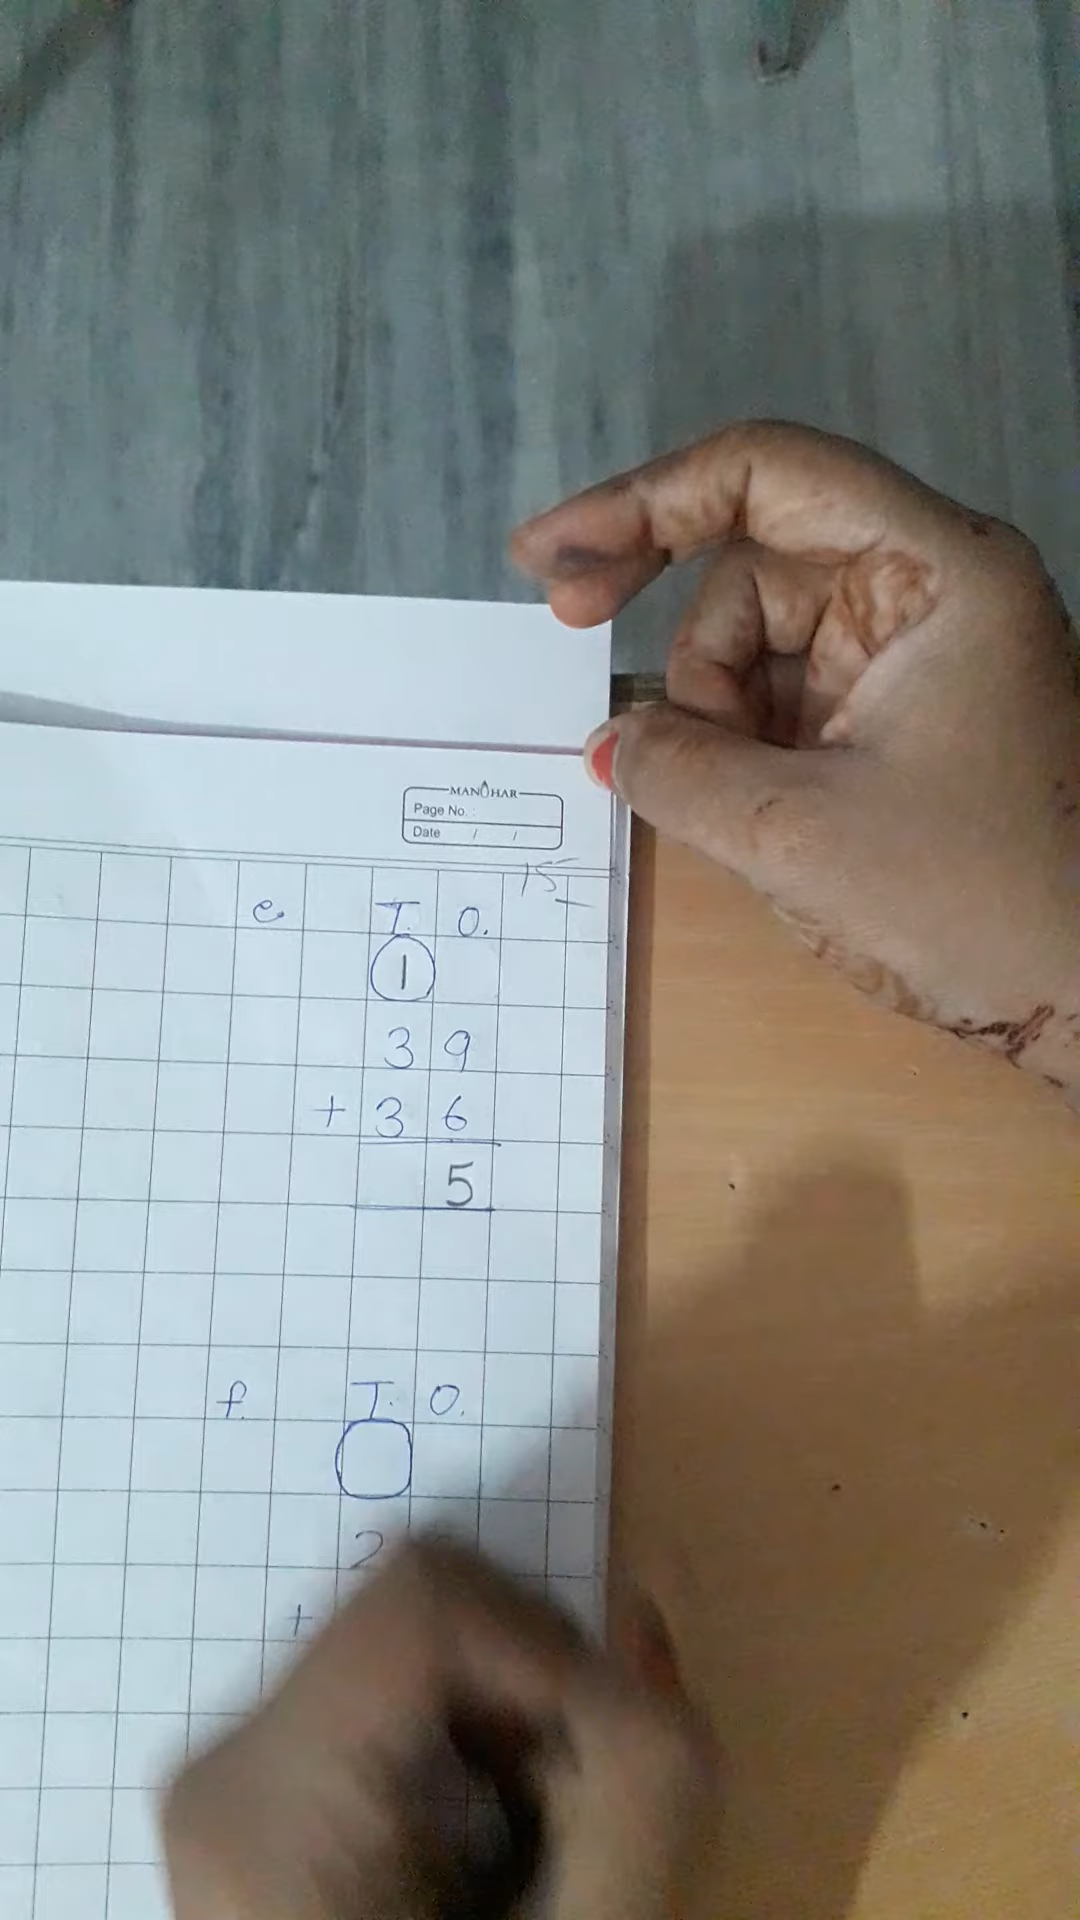 MANOHAR
Page No. :
Date / /
15
e. T. O.
1
3 9
+ 3 6
5
f. T. O.
2
+